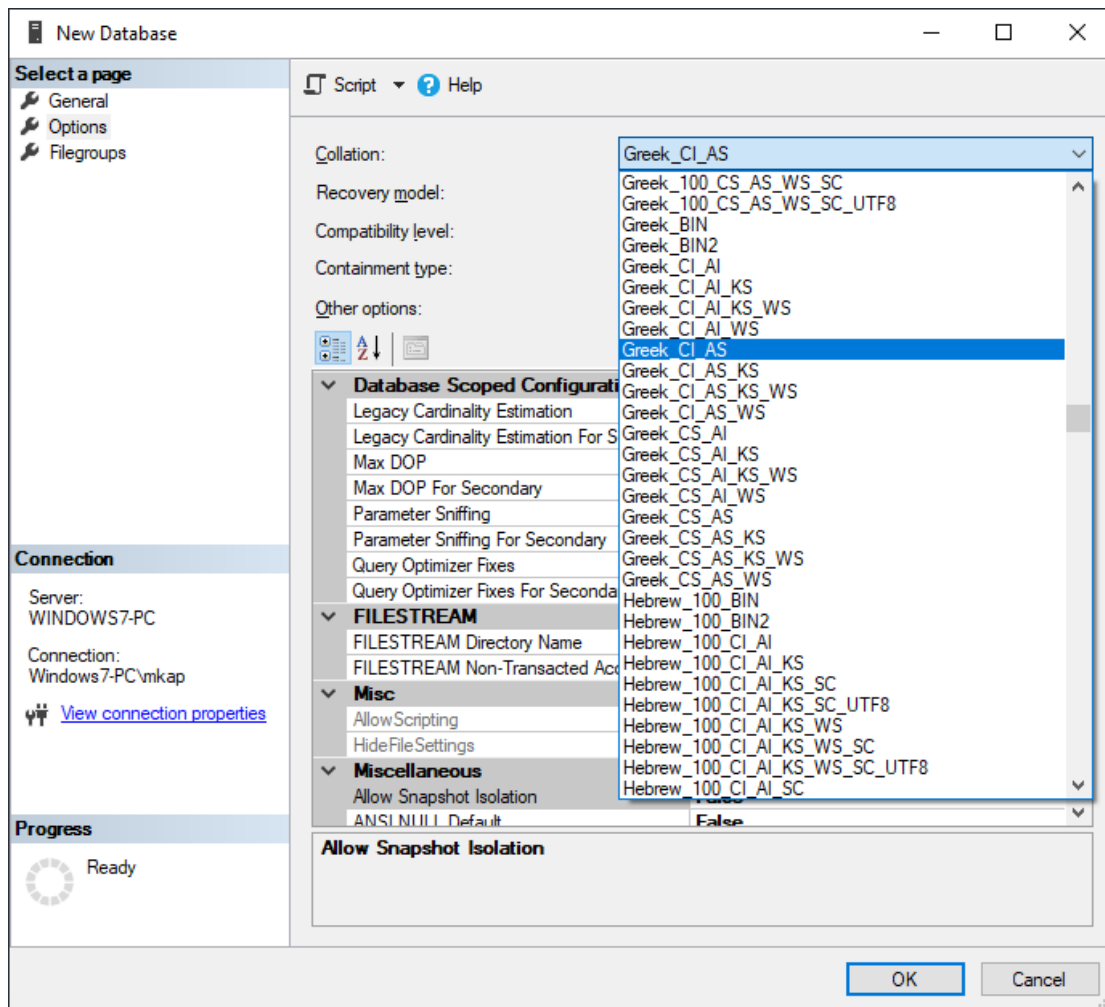 New Database
Select a page
General
Options
Filegroups
Script
Help
Collation:
Greek_CI_AS
Recovery model:
Compatibility level:
Containment type:
Other options:
Greek_100_CS_AS_WS_SC
Greek_100_CS_AS_WS_SC_UTF8
Greek_BIN
Greek_BIN2
Greek_CI_AI
Greek_CI_AI_KS
Greek_CI_AI_KS_WS
Greek_CI_AI_WS
Greek_CI_AS
Greek_CI_AS_KS
Greek_CI_AS_KS_WS
Greek_CI_AS_WS
Greek_CS_AI
Greek_CS_AI_KS
Greek_CS_AI_KS_WS
Greek_CS_AI_WS
Greek_CS_AS
Greek_CS_AS_KS
Greek_CS_AS_KS_WS
Greek_CS_AS_WS
Hebrew_100_BIN
Hebrew_100_BIN2
Hebrew_100_CI_AI
Hebrew_100_CI_AI_KS
Hebrew_100_CI_AI_KS_SC
Hebrew_100_CI_AI_KS_SC_UTF8
Hebrew_100_CI_AI_KS_WS
Hebrew_100_CI_AI_KS_WS_SC
Hebrew_100_CI_AI_KS_WS_SC_UTF8
Hebrew_100_CI_AI_SC
Database Scoped Configurati
Legacy Cardinality Estimation
Legacy Cardinality Estimation For S
Max DOP
Max DOP For Secondary
Parameter Sniffing
Parameter Sniffing For Secondary
Query Optimizer Fixes
Query Optimizer Fixes For Seconda
FILESTREAM
FILESTREAM Directory Name
FILESTREAM Non-Transacted Acc
Misc
AllowScripting
HideFileSettings
Miscellaneous
Allow Snapshot Isolation False
ANSI NULL Default False
Allow Snapshot Isolation
Connection
Server:
WINDOWS7-PC
Connection:
Windows7-PC\mkap
View connection properties
Progress
Ready
OK
Cancel